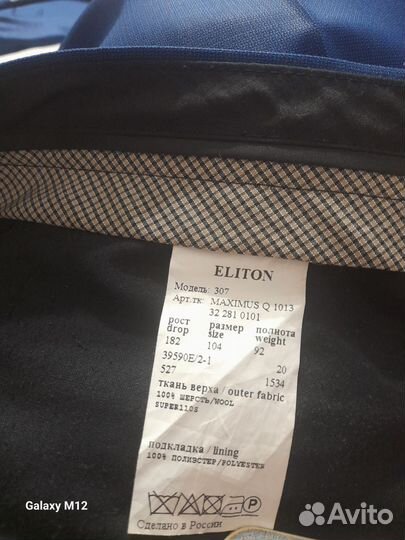 ELITON
Модель: 307
Арт.тк: MAXIMUS Q 1013
32 281 0101
рост размер полнота
drop size weight
182 104 92
39590E/2-1 20
527 1534
ткань верха / outer fabric
100% ШЕРСТЬ/WOOL
SUPER110S
подкладка / lining
100% ПОЛИЭСТЕР/POLYESTER
P
Сделано в России
Galaxy M12
Avito